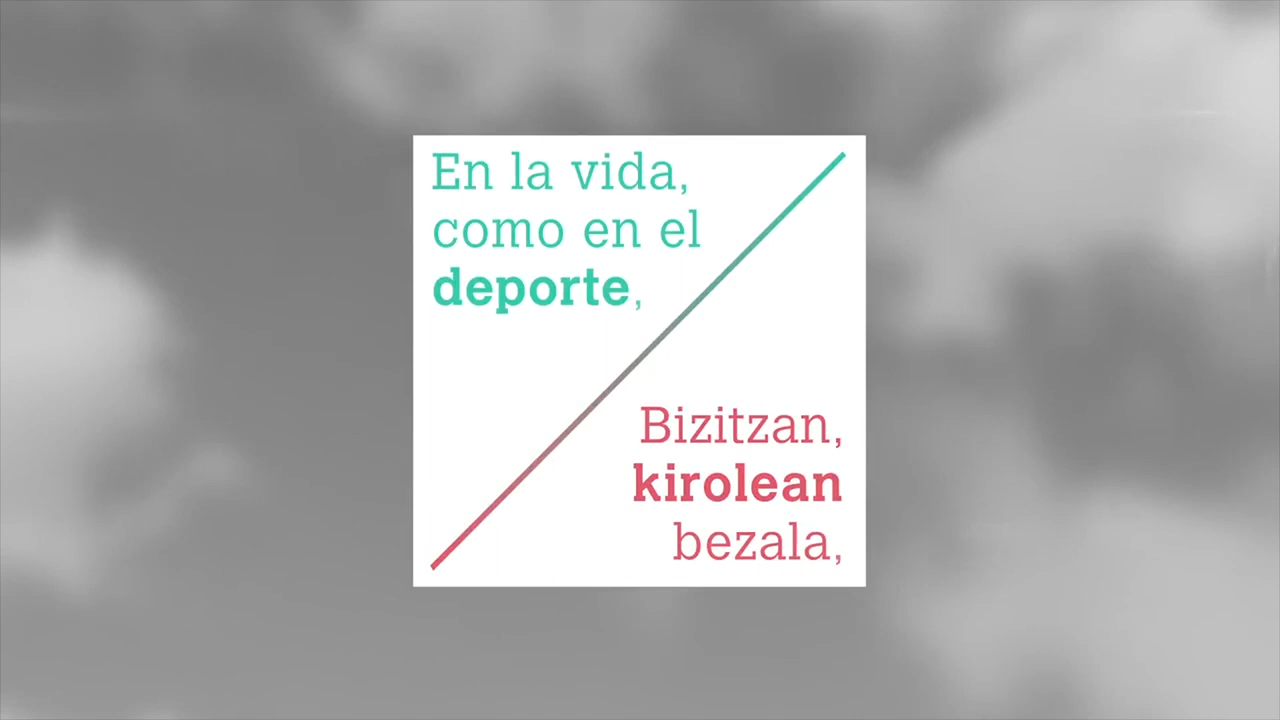 En la vida,
como en el
deporte,
Bizitzan,
kirolean
bezala,